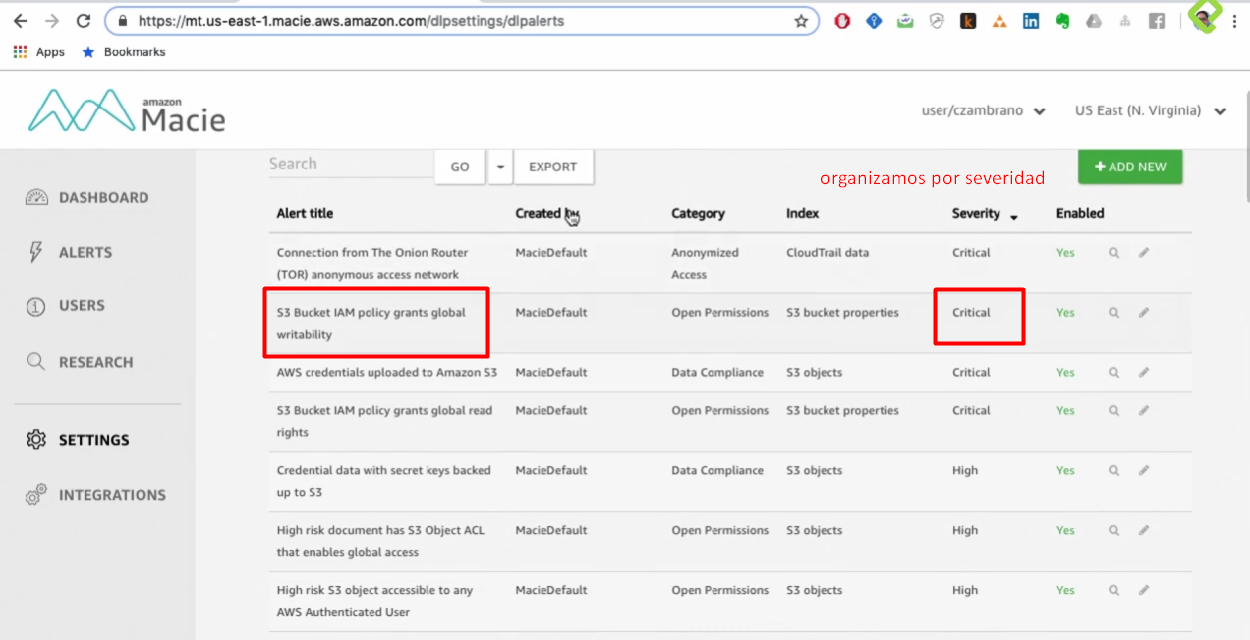 https://mt.us-east-1.macie.aws.amazon.com/dlpsettings/dlpalerts
Apps Bookmarks
amazon
Macie
user/czambrano US East (N. Virginia)
Search GO EXPORT
organizamos por severidad
+ ADD NEW
DASHBOARD
ALERTS
USERS
RESEARCH
SETTINGS
INTEGRATIONS
Alert title Created Category Index Severity Enabled
Connection from The Onion Router MacieDefault Anonymized CloudTrail data Critical Yes
(TOR) anonymous access network Access
S3 Bucket IAM policy grants global MacieDefault Open Permissions S3 bucket properties Critical Yes
writability
AWS credentials uploaded to Amazon S3 MacieDefault Data Compliance S3 objects Critical Yes
S3 Bucket IAM policy grants global read MacieDefault Open Permissions S3 bucket properties Critical Yes
rights
Credential data with secret keys backed MacieDefault Data Compliance S3 objects High Yes
up to S3
High risk document has S3 Object ACL MacieDefault Open Permissions S3 objects High Yes
that enables global access
High risk S3 object accessible to any MacieDefault Open Permissions S3 objects High Yes
AWS Authenticated User